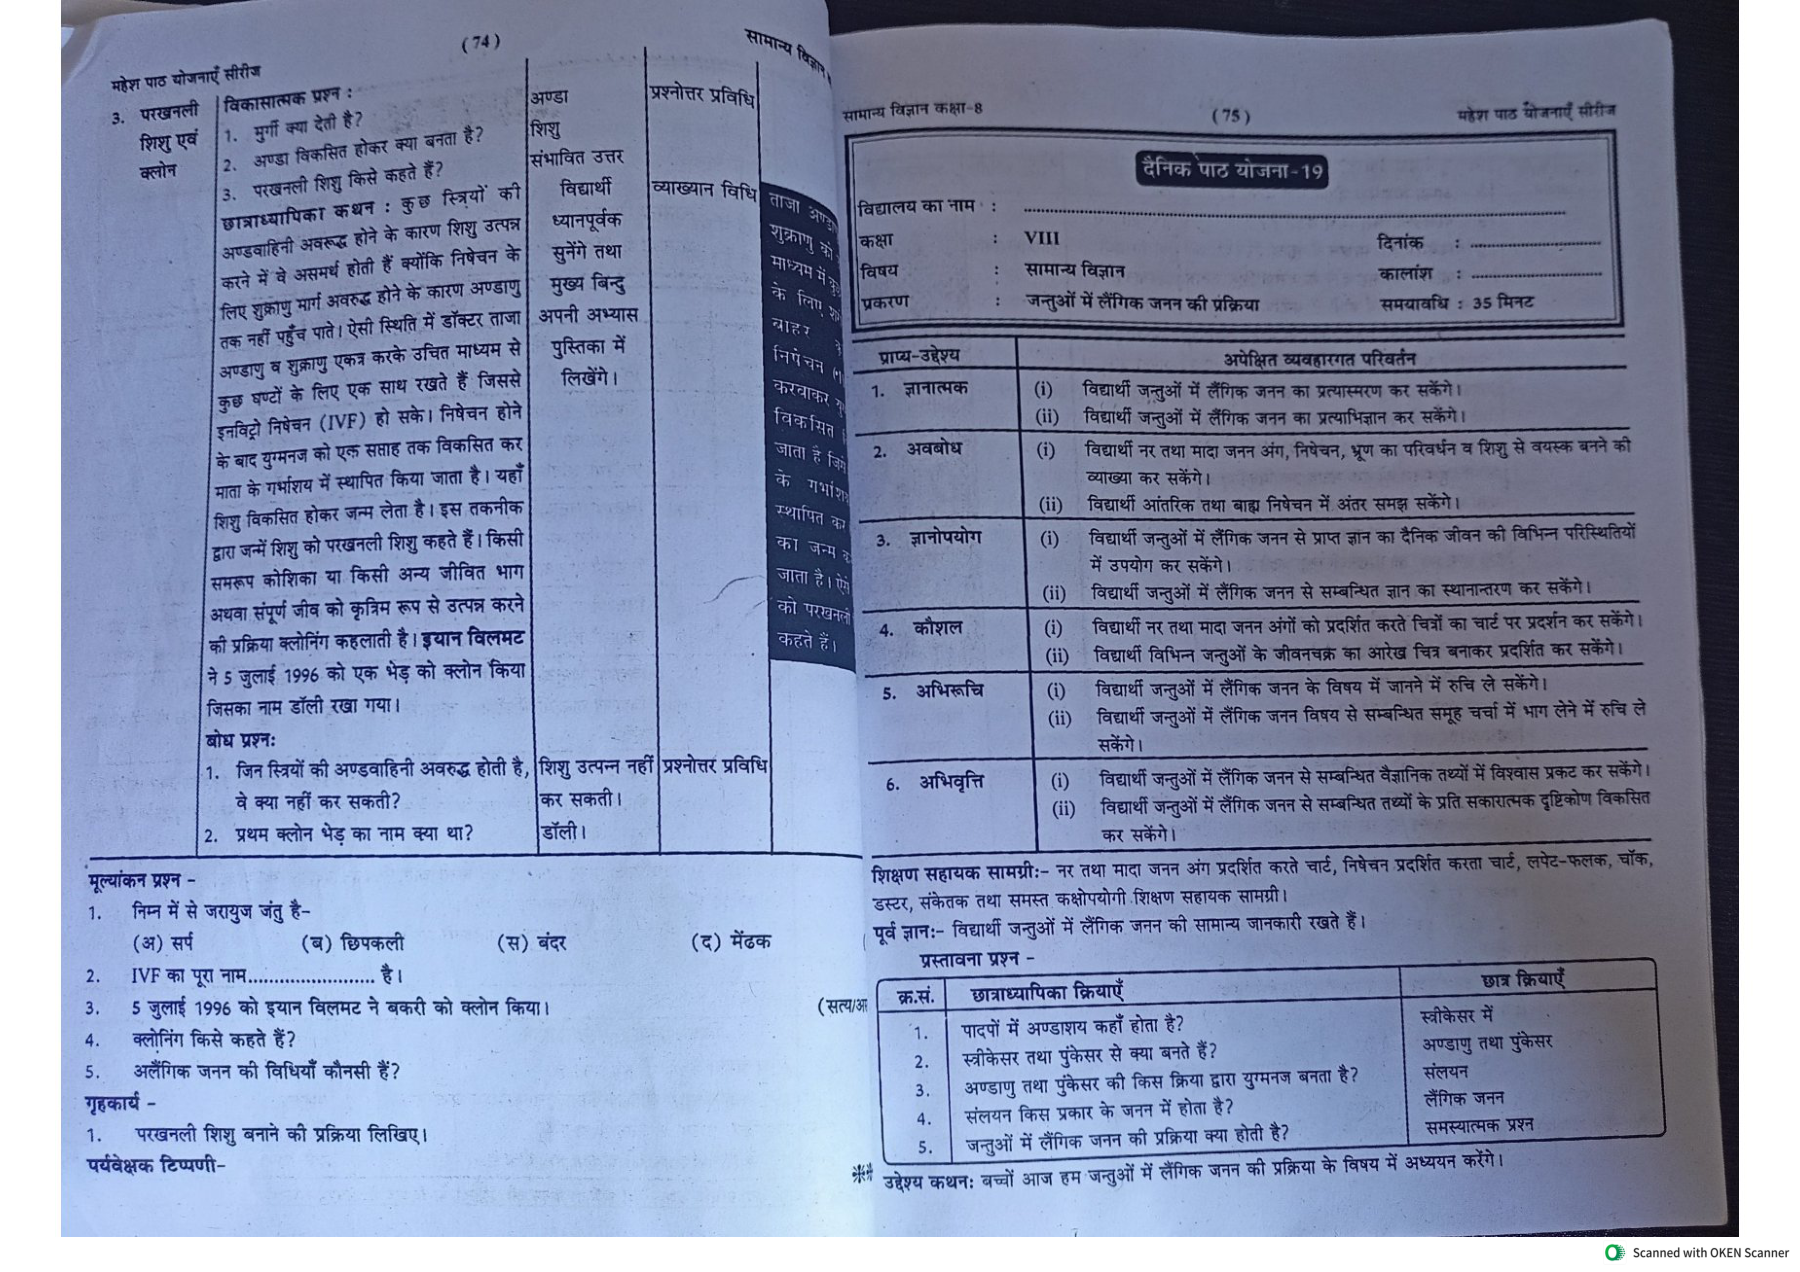 (74)
सामान्य विज्ञान
महेश पाठ योजनाएँ सीरीज
3. परखनली
शिशु एवं
क्लोन
विकासात्मक प्रश्न :
1. मुर्गी क्या देती है?
2. अण्डा विकसित होकर क्या बनता है?
3. परखनली शिशु किसे कहते हैं?
छात्राध्यापिका कथन : कुछ स्त्रियों की
अण्डवाहिनी अवरूद्ध होने के कारण शिशु उत्पन्न
करने में वे असमर्थ होती हैं क्योंकि निषेचन के
लिए शुक्राणु मार्ग अवरुद्ध होने के कारण अण्डाणु
तक नहीं पहुँच पाते। ऐसी स्थिति में डॉक्टर ताजा
अण्डाणु व शुक्राणु एकत्र करके उचित माध्यम से
कुछ घण्टों के लिए एक साथ रखते हैं जिससे
इनविट्रो निषेचन (IVF) हो सके। निषेचन होने
के बाद युग्मनज को एक सप्ताह तक विकसित कर
माता के गर्भाशय में स्थापित किया जाता है। यहाँ
शिशु विकसित होकर जन्म लेता है। इस तकनीक
द्वारा जन्में शिशु को परखनली शिशु कहते हैं। किसी
समरूप कोशिका या किसी अन्य जीवित भाग
अथवा संपूर्ण जीव को कृत्रिम रूप से उत्पन्न करने
की प्रक्रिया क्लोनिंग कहलाती है। इयान विलमट
ने 5 जुलाई 1996 को एक भेड़ को क्लोन किया
जिसका नाम डॉली रखा गया।
बोध प्रश्न:
1. जिन स्त्रियों की अण्डवाहिनी अवरुद्ध होती है,
वे क्या नहीं कर सकती?
2. प्रथम क्लोन भेड़ का नाम क्या था?
अण्डा
शिशु
संभावित उत्तर
विद्यार्थी
ध्यानपूर्वक
सुनेंगे तथा
मुख्य बिन्दु
अपनी अभ्यास
पुस्तिका में
लिखेंगे।
शिशु उत्पन्न नहीं
कर सकती।
डॉली।
प्रश्नोत्तर प्रविधि
व्याख्यान विधि
प्रश्नोत्तर प्रविधि
ताजा
शुक्राणु को
माध्यम में
के लिए
बाहर
निषेचन
करवाकर
विकसित
जाता है
के
स्थापित कर
का जन्म
जाता है।
को परखनली
कहते हैं।
मूल्यांकन प्रश्न –
1. निम्न में से जरायुज जंतु है–
(अ) सर्प (ब) छिपकली (स) बंदर (द) मेंढक
2. IVF का पूरा नाम........................ है।
3. 5 जुलाई 1996 को इयान विलमट ने बकरी को क्लोन किया। (सत्य/
4. क्लोनिंग किसे कहते हैं?
5. अलैंगिक जनन की विधियाँ कौनसी हैं?
गृहकार्य –
1. परखनली शिशु बनाने की प्रक्रिया लिखिए।
पर्यवेक्षक टिप्पणी–
सामान्य विज्ञान कक्षा-8 (75) महेश पाठ योजनाएँ सीरीज
दैनिक पाठ योजना-19
विद्यालय का नाम : ........................................................................
कक्षा : VIII दिनांक : ........................
विषय : सामान्य विज्ञान कालांश : ........................
प्रकरण : जन्तुओं में लैंगिक जनन की प्रक्रिया समयावधि : 35 मिनट
प्राप्य-उद्देश्य अपेक्षित व्यवहारगत परिवर्तन
1. ज्ञानात्मक (i) विद्यार्थी जन्तुओं में लैंगिक जनन का प्रत्यास्मरण कर सकेंगे।
(ii) विद्यार्थी जन्तुओं में लैंगिक जनन का प्रत्याभिज्ञान कर सकेंगे।
2. अवबोध (i) विद्यार्थी नर तथा मादा जनन अंग, निषेचन, भ्रूण का परिवर्धन व शिशु से वयस्क बनने की
व्याख्या कर सकेंगे।
(ii) विद्यार्थी आंतरिक तथा बाह्य निषेचन में अंतर समझ सकेंगे।
3. ज्ञानोपयोग (i) विद्यार्थी जन्तुओं में लैंगिक जनन से प्राप्त ज्ञान का दैनिक जीवन की विभिन्न परिस्थितियों
में उपयोग कर सकेंगे।
(ii) विद्यार्थी जन्तुओं में लैंगिक जनन से सम्बन्धित ज्ञान का स्थानान्तरण कर सकेंगे।
4. कौशल (i) विद्यार्थी नर तथा मादा जनन अंगों को प्रदर्शित करते चित्रों का चार्ट पर प्रदर्शन कर सकेंगे।
(ii) विद्यार्थी विभिन्न जन्तुओं के जीवनचक्र का आरेख चित्र बनाकर प्रदर्शित कर सकेंगे।
5. अभिरूचि (i) विद्यार्थी जन्तुओं में लैंगिक जनन के विषय में जानने में रुचि ले सकेंगे।
(ii) विद्यार्थी जन्तुओं में लैंगिक जनन विषय से सम्बन्धित समूह चर्चा में भाग लेने में रुचि ले
सकेंगे।
6. अभिवृत्ति (i) विद्यार्थी जन्तुओं में लैंगिक जनन से सम्बन्धित वैज्ञानिक तथ्यों में विश्वास प्रकट कर सकेंगे।
(ii) विद्यार्थी जन्तुओं में लैंगिक जनन से सम्बन्धित तथ्यों के प्रति सकारात्मक दृष्टिकोण विकसित
कर सकेंगे।
शिक्षण सहायक सामग्री:– नर तथा मादा जनन अंग प्रदर्शित करते चार्ट, निषेचन प्रदर्शित करता चार्ट, लपेट-फलक, चॉक,
डस्टर, संकेतक तथा समस्त कक्षोपयोगी शिक्षण सहायक सामग्री।
पूर्व ज्ञान:– विद्यार्थी जन्तुओं में लैंगिक जनन की सामान्य जानकारी रखते हैं।
प्रस्तावना प्रश्न –
क्र.सं. छात्राध्यापिका क्रियाएँ छात्र क्रियाएँ
1. पादपों में अण्डाशय कहाँ होता है? स्त्रीकेसर में
2. स्त्रीकेसर तथा पुंकेसर से क्या बनते हैं? अण्डाणु तथा पुंकेसर
3. अण्डाणु तथा पुंकेसर की किस क्रिया द्वारा युग्मनज बनता है? संलयन
4. संलयन किस प्रकार के जनन में होता है? लैंगिक जनन
5. जन्तुओं में लैंगिक जनन की प्रक्रिया क्या होती है? समस्यात्मक प्रश्न
उद्देश्य कथन: बच्चों आज हम जन्तुओं में लैंगिक जनन की प्रक्रिया के विषय में अध्ययन करेंगे।
Scanned with OKEN Scanner